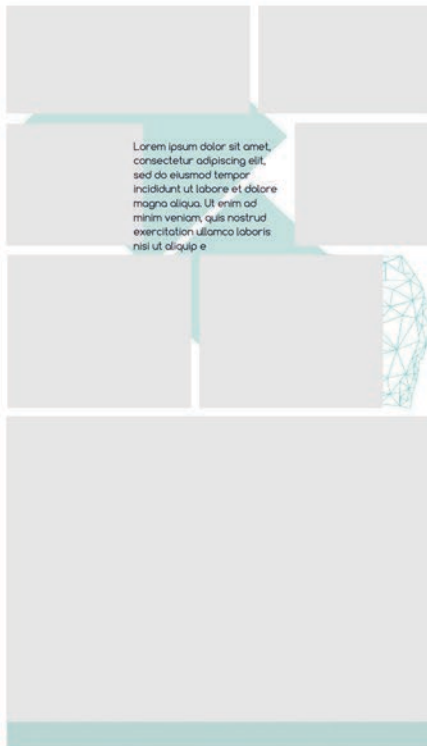 Lorem ipsum dolor sit amet,
consectetur adipiscing elit,
sed do eiusmod tempor
incididunt ut labore et dolore
magna aliqua. Ut enim ad
minim veniam, quis nostrud
exercitation ullamco laboris
nisi ut aliquip e